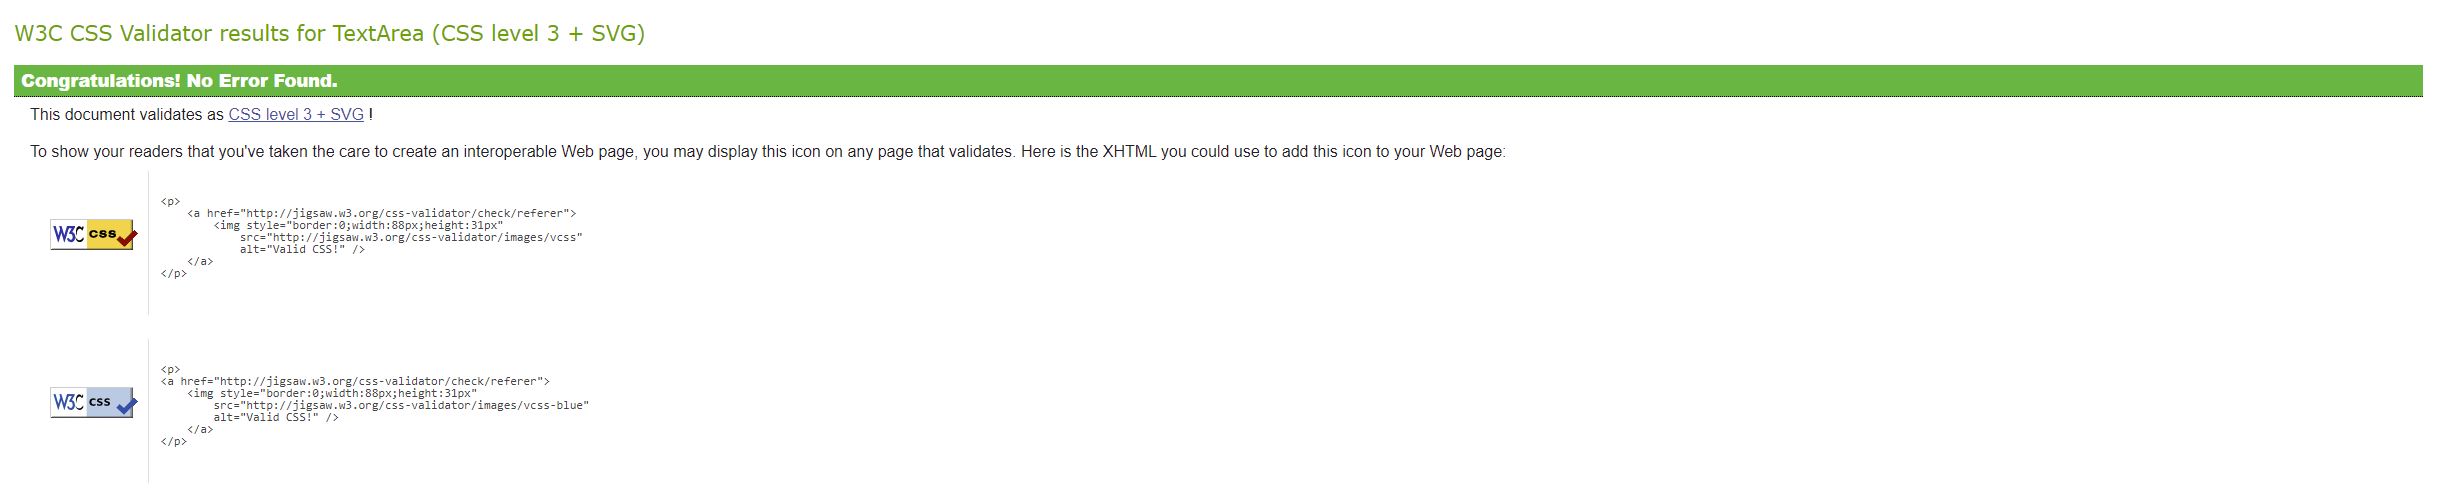 W3C CSS Validator results for TextArea (CSS level 3 + SVG)
Congratulations! No Error Found.
This document validates as CSS level 3 + SVG !
To show your readers that you've taken the care to create an interoperable Web page, you may display this icon on any page that validates. Here is the XHTML you could use to add this icon to your Web page:
W3C css
<p>
    <a href="http://jigsaw.w3.org/css-validator/check/referer">
        <img style="border:0;width:88px;height:31px"
            src="http://jigsaw.w3.org/css-validator/images/vcss"
            alt="Valid CSS!" />
    </a>
</p>
W3C css
<p>
<a href="http://jigsaw.w3.org/css-validator/check/referer">
    <img style="border:0;width:88px;height:31px"
        src="http://jigsaw.w3.org/css-validator/images/vcss-blue"
        alt="Valid CSS!" />
    </a>
</p>